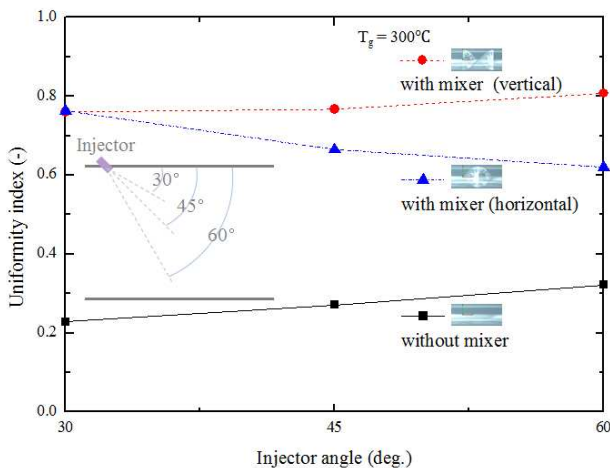 1.0
0.8
0.6
0.4
0.2
0.0
Uniformity index (-)
T_g = 300℃
with mixer (vertical)
Injector
30°
45°
60°
with mixer (horizontal)
without mixer
30
45
60
Injector angle (deg.)